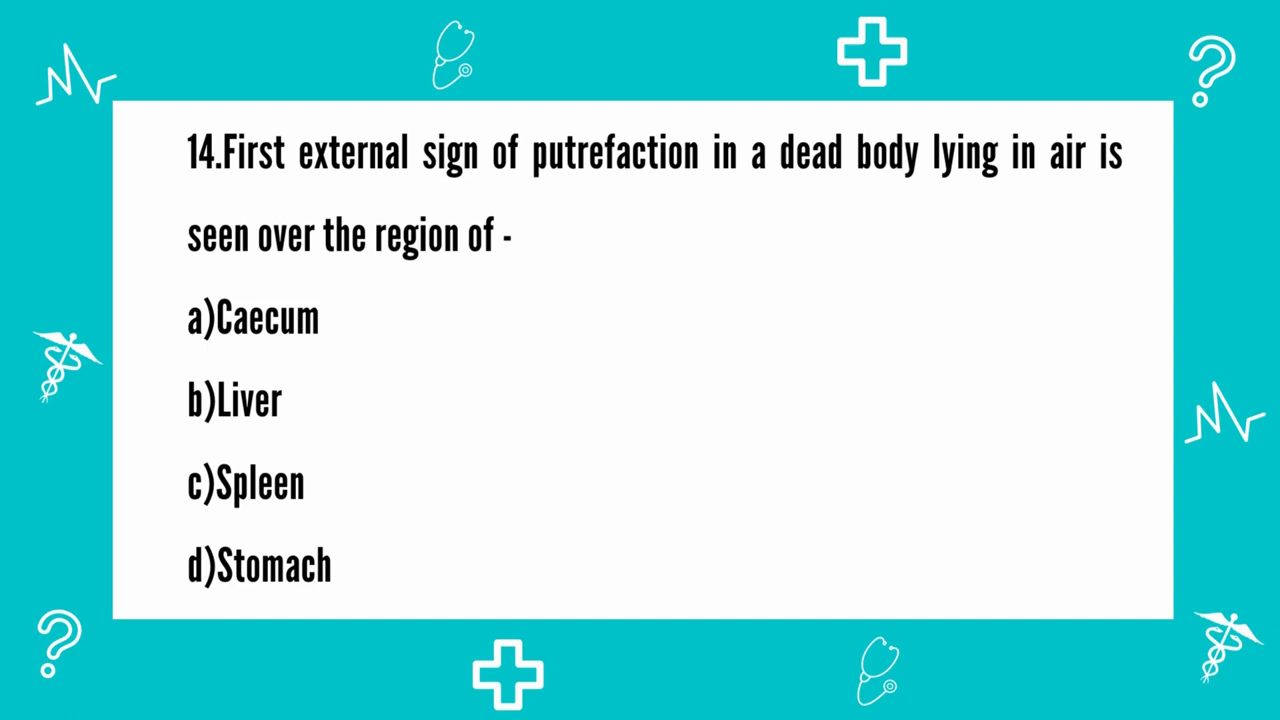 14.First external sign of putrefaction in a dead body lying in air is
seen over the region of -
a)Caecum
b)Liver
c)Spleen
d)Stomach